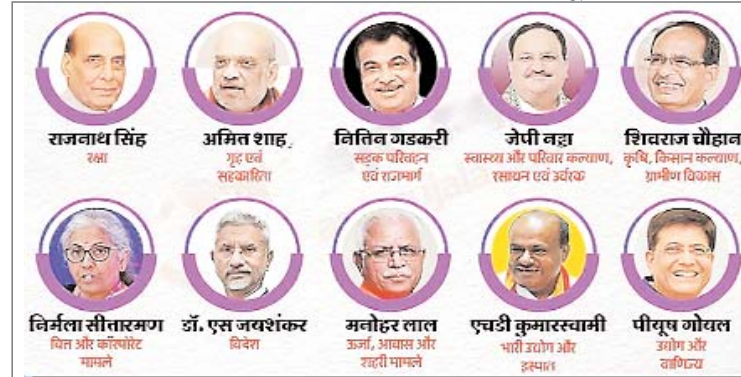 राजनाथ सिंह
रक्षा
अमित शाह
गृह एवं
सहकारिता
नितिन गडकरी
सड़क परिवहन
एवं राजमार्ग
जेपी नड्डा
स्वास्थ्य और परिवार कल्याण,
रसायन एवं उर्वरक
शिवराज चौहान
कृषि, किसान कल्याण,
ग्रामीण विकास
निर्मला सीतारमण
वित्त और कॉरपोरेट
मामले
डॉ. एस जयशंकर
विदेश
मनोहर लाल
ऊर्जा, आवास और
शहरी मामले
एचडी कुमारस्वामी
भारी उद्योग और
इस्पात
पीयूष गोयल
उद्योग और
वाणिज्य